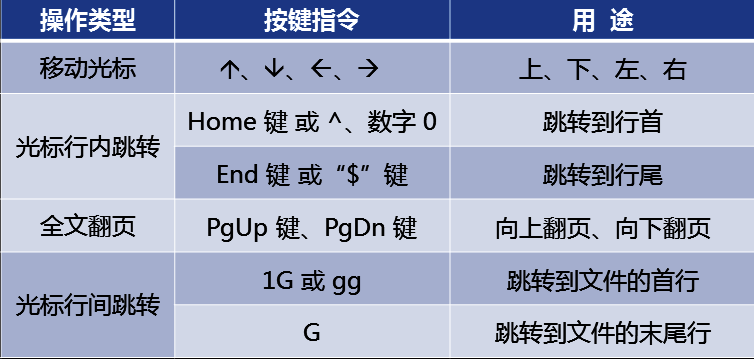 操作类型 按键指令 用 途
移动光标 ↑、↓、←、→ 上、下、左、右
光标行内跳转 Home 键 或 ^、数字 0 跳转到行首
End 键 或“$”键 跳转到行尾
全文翻页 PgUp 键、PgDn 键 向上翻页、向下翻页
光标行间跳转 1G 或 gg 跳转到文件的首行
G 跳转到文件的末尾行